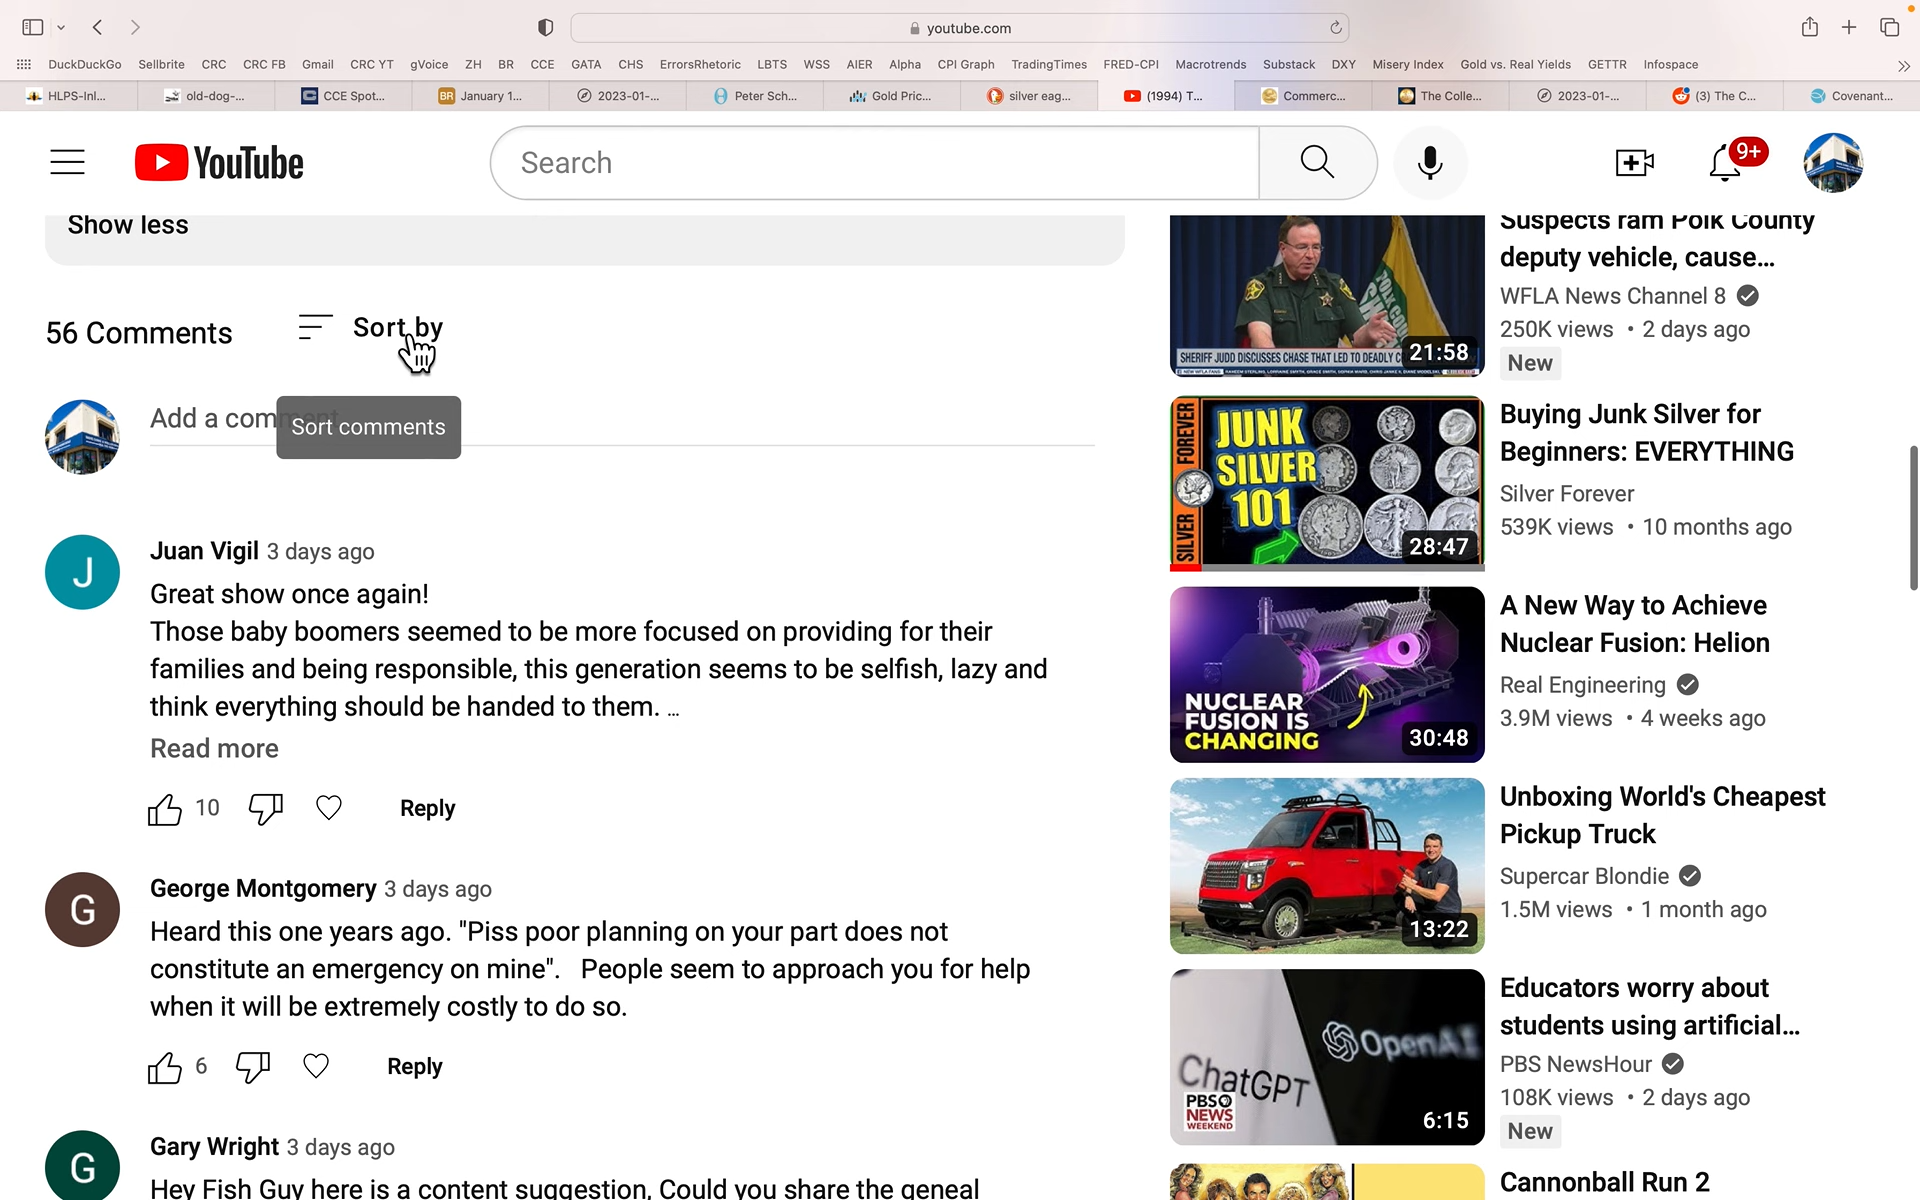 youtube.com
DuckDuckGo Sellbrite CRC CRC FB Gmail CRC YT gVoice ZH BR CCE GATA CHS ErrorsRhetoric LBTS WSS AIER Alpha CPI Graph TradingTimes FRED-CPI Macrotrends Substack DXY Misery Index Gold vs. Real Yields GETTR Infospace
HLPS-Inl... old-dog-... CCE Spot... BR January 1... 2023-01-... Peter Sch... Gold Pric... silver eag... (1994) T... Commerc... The Colle... 2023-01-... (3) The C... Covenant...
YouTube
Search
9+
Show less
56 Comments
Sort by
Add a comment
Sort comments
J
Juan Vigil 3 days ago
Great show once again!
Those baby boomers seemed to be more focused on providing for their
families and being responsible, this generation seems to be selfish, lazy and
think everything should be handed to them. ...
Read more
10
Reply
G
George Montgomery 3 days ago
Heard this one years ago. "Piss poor planning on your part does not
constitute an emergency on mine". People seem to approach you for help
when it will be extremely costly to do so.
6
Reply
G
Gary Wright 3 days ago
Hey Fish Guy here is a content suggestion, Could you share the geneal
SHERIFF JUDD DISCUSSES CHASE THAT LED TO DEADLY C
21:58
Suspects ram Polk County
deputy vehicle, cause...
WFLA News Channel 8
250K views • 2 days ago
New
SILVER FOREVER
JUNK
SILVER
101
28:47
Buying Junk Silver for
Beginners: EVERYTHING
Silver Forever
539K views • 10 months ago
NUCLEAR
FUSION IS
CHANGING
30:48
A New Way to Achieve
Nuclear Fusion: Helion
Real Engineering
3.9M views • 4 weeks ago
13:22
Unboxing World's Cheapest
Pickup Truck
Supercar Blondie
1.5M views • 1 month ago
OpenAI
ChatGPT
PBS
NEWS
WEEKEND
6:15
Educators worry about
students using artificial...
PBS NewsHour
108K views • 2 days ago
New
Cannonball Run 2